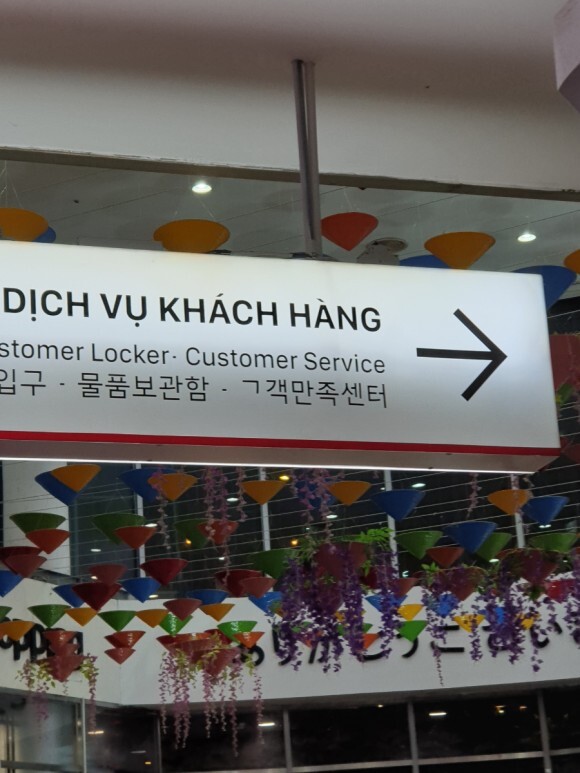 DỊCH VỤ KHÁCH HÀNG
stomer Locker· Customer Service
입구 · 물품보관함 · ㄱ객만족센터